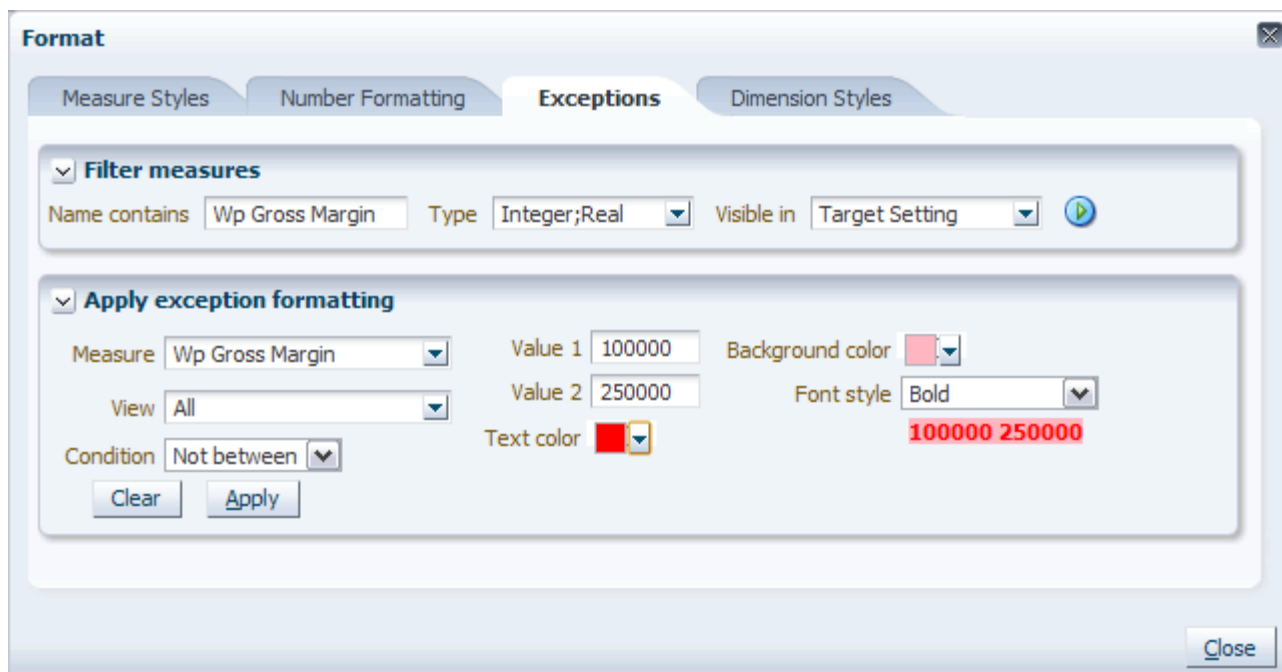 Format
Measure Styles Number Formatting Exceptions Dimension Styles
Filter measures
Name contains Wp Gross Margin Type Integer;Real Visible in Target Setting
Apply exception formatting
Measure Wp Gross Margin Value 1 100000 Background color
View All Value 2 250000 Font style Bold
Text color 100000 250000
Condition Not between
Clear Apply
Close